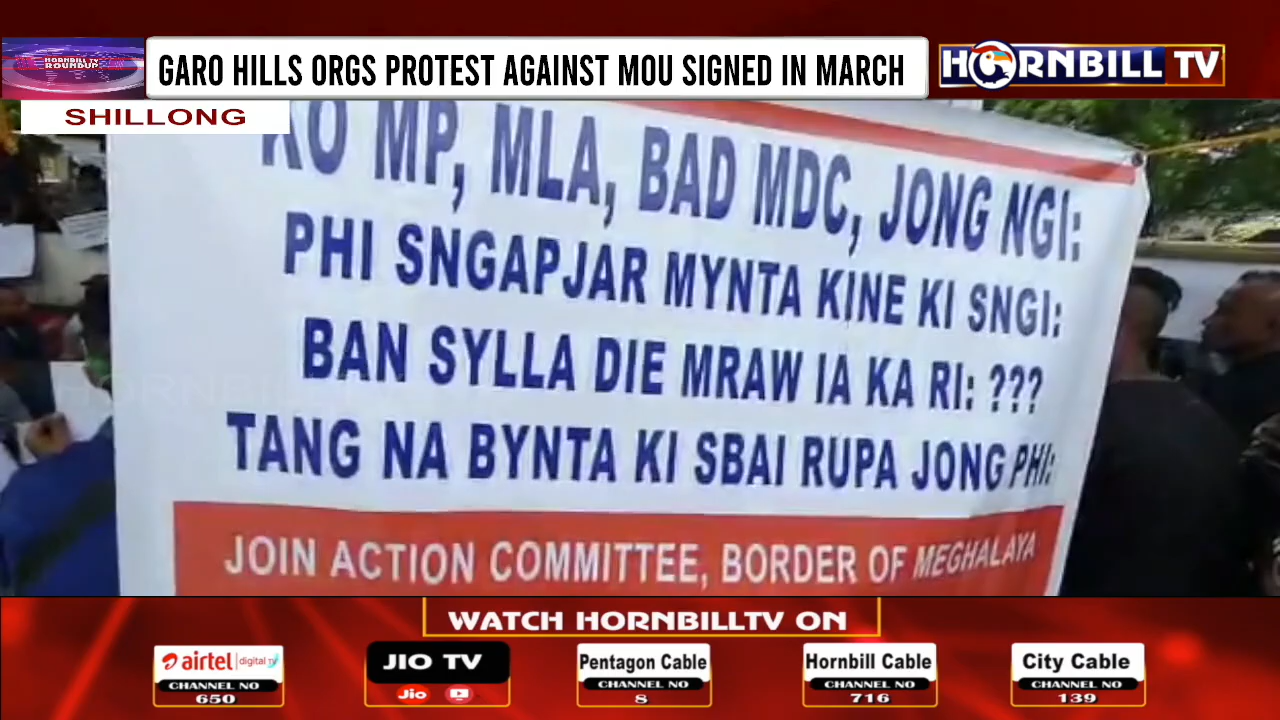 HORNBILL TV
ROUNDUP
GARO HILLS ORGS PROTEST AGAINST MOU SIGNED IN MARCH
HORNBILL TV
SHILLONG
KO MP, MLA, BAD MDC, JONG NGI:
PHI SNGAPJAR MYNTA KINE KI SNGI:
BAN SYLLA DIE MRAW IA KA RI: ???
TANG NA BYNTA KI SBAI RUPA JONG PHI:
JOIN ACTION COMMITTEE, BORDER OF MEGHALAYA
WATCH HORNBILLTV ON
airtel digital TV
CHANNEL NO
650
JIO TV
Jio
Pentagon Cable
CHANNEL NO
8
Hornbill Cable
CHANNEL NO
716
City Cable
CHANNEL NO
139